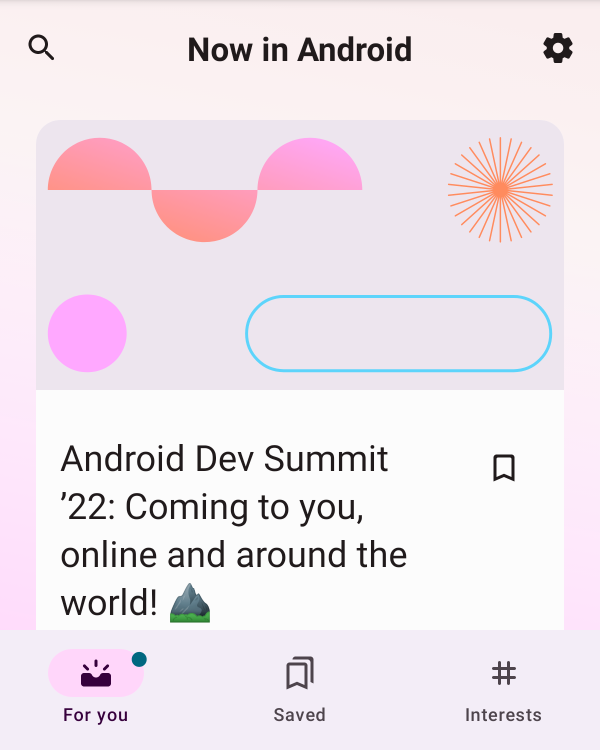 Now in Android
Android Dev Summit
’22: Coming to you,
online and around the
world! ⛰️
For you
Saved
Interests